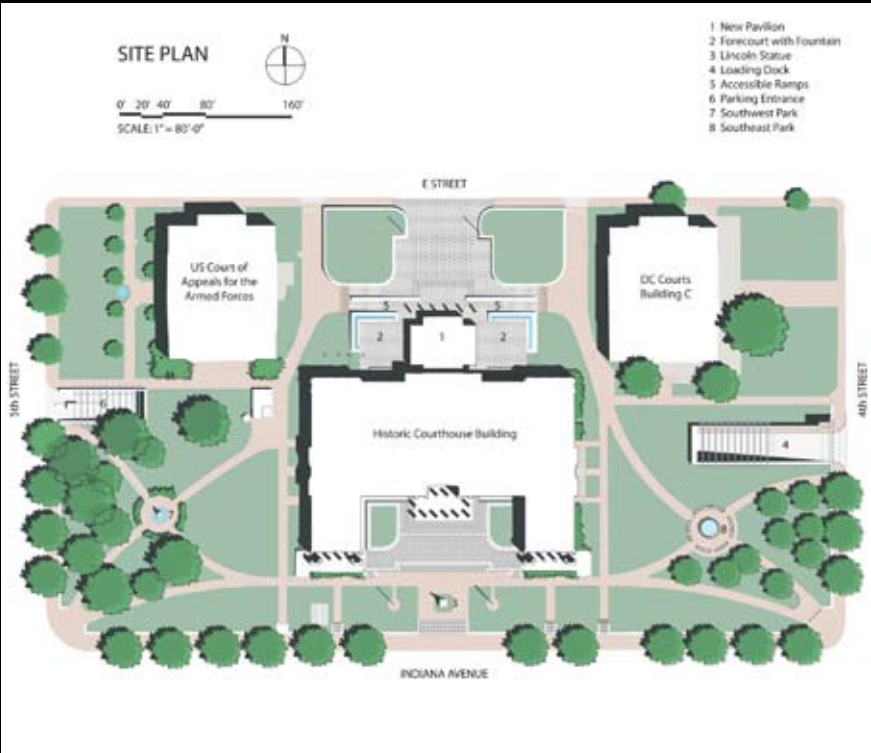 SITE PLAN
N
0' 20' 40' 80' 160'
SCALE: 1" = 80'-0"
1 New Pavilion
2 Forecourt with Fountain
3 Lincoln Statue
4 Loading Dock
5 Accessible Ramps
6 Parking Entrance
7 Southwest Park
8 Southeast Park
E STREET
US Court of
Appeals for the
Armed Forces
DC Courts
Building C
5
5
2
1
2
5th STREET
4th STREET
6
Historic Courthouse Building
4
7
8
3
INDIANA AVENUE